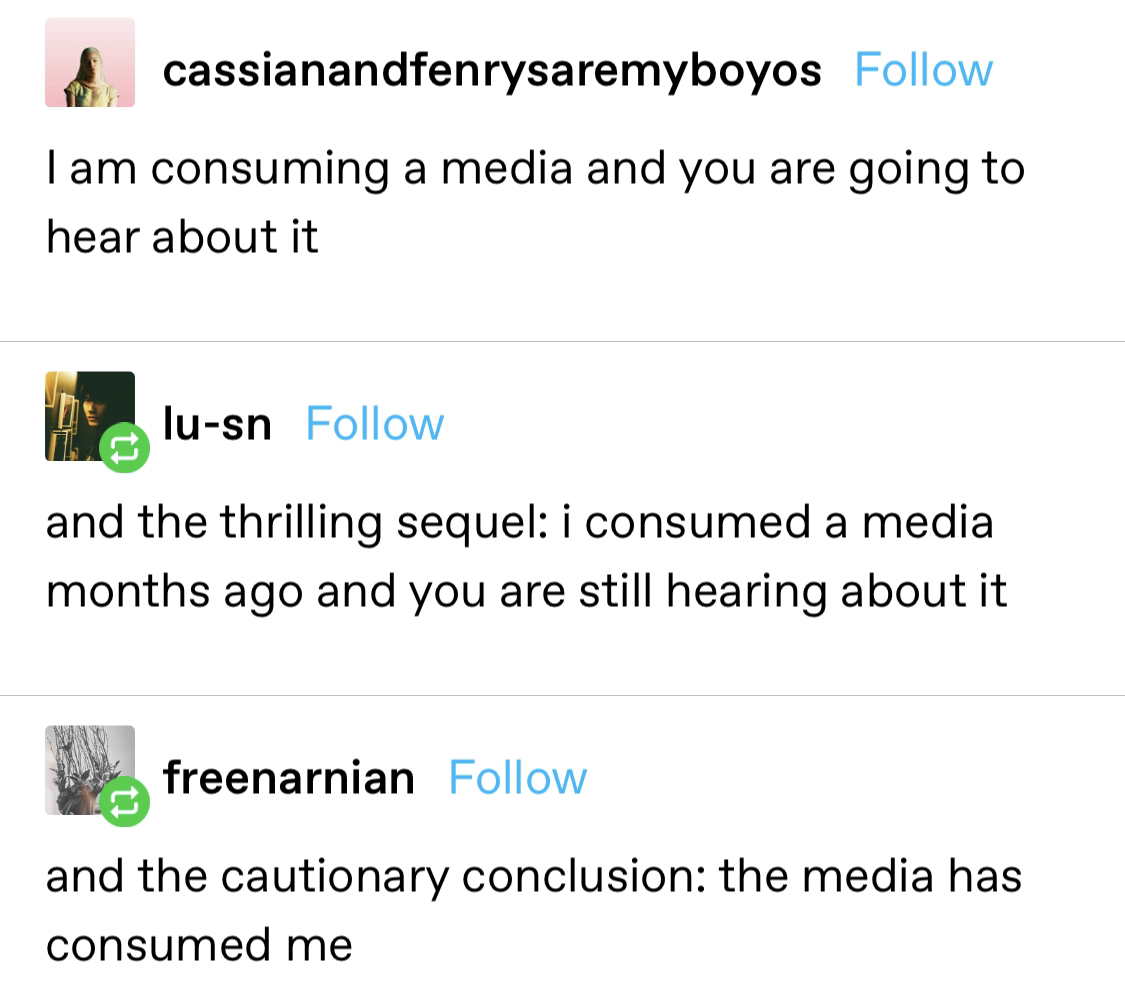 cassianandfenrysaremyboyos Follow
I am consuming a media and you are going to
hear about it
lu-sn Follow
and the thrilling sequel: i consumed a media
months ago and you are still hearing about it
freenarnian Follow
and the cautionary conclusion: the media has
consumed me